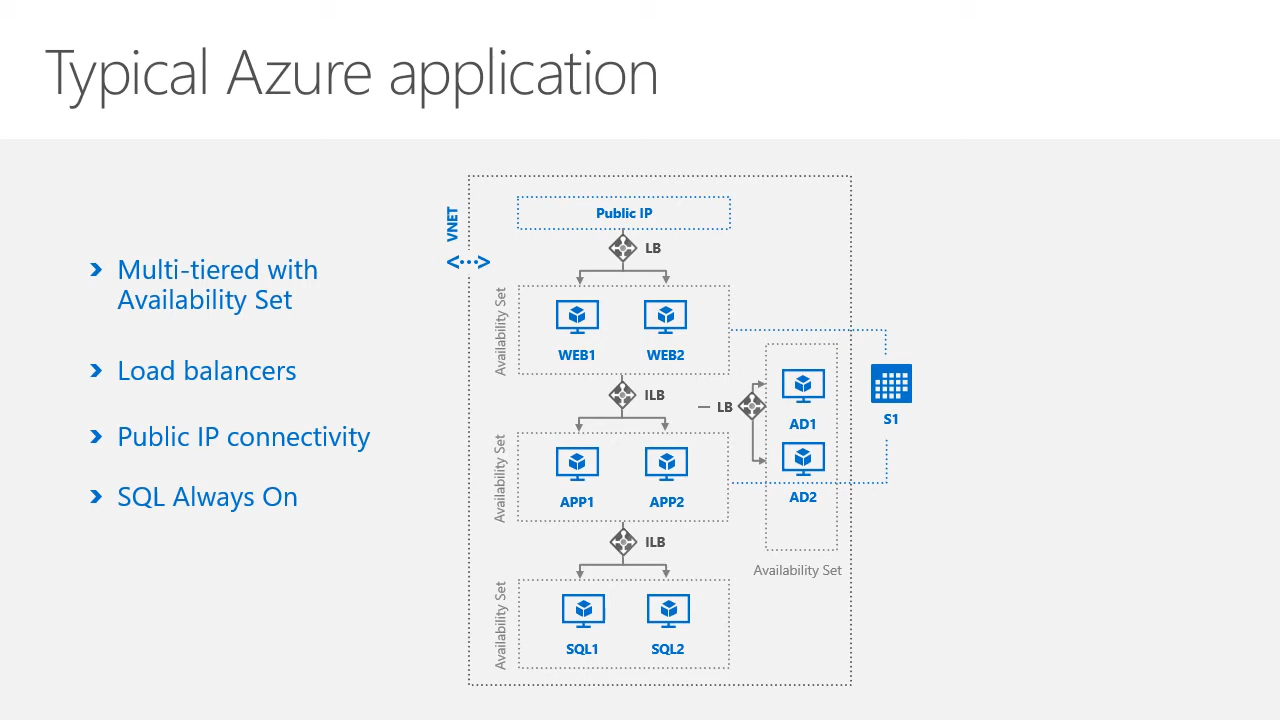 Typical Azure application
Multi-tiered with
Availability Set
Load balancers
Public IP connectivity
SQL Always On
VNET
Public IP
LB
Availability Set
WEB1 WEB2
ILB
Availability Set
APP1 APP2
ILB
Availability Set
SQL1 SQL2
LB
AD1
AD2
Availability Set
S1